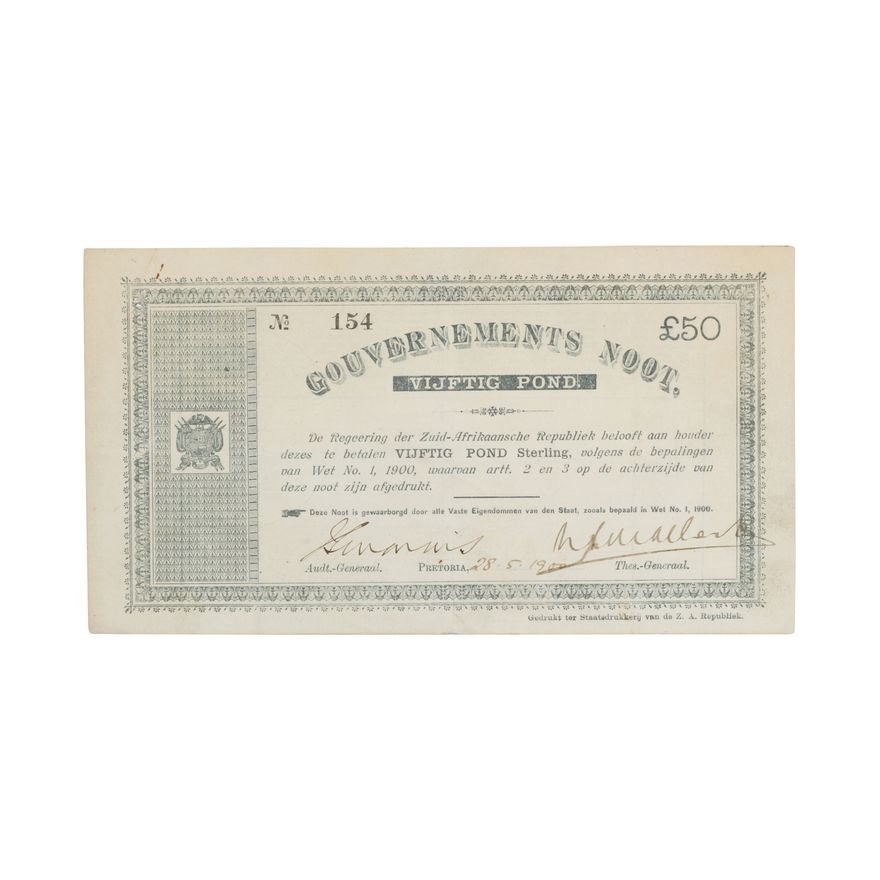 № 154 £50
GOUVERNEMENTS NOOT,
VIJFTIG POND.
De Regeering der Zuid-Afrikaansche Republiek belooft aan houder
dezes te betalen VIJFTIG POND Sterling, volgens de bepalingen
van Wet No. 1, 1900, waarvan artt. 2 en 3 op de achterzijde van
deze noot zijn afgedrukt.
Deze Noot is gewaarborgd door alle Vaste Eigendommen van den Staat, zooals bepaald in Wet No. 1, 1900.
Audt.-Generaal. PRETORIA, 28-5-1900 Thes.-Generaal.
Gedrukt ter Staatsdrukkerij van de Z. A. Republiek.